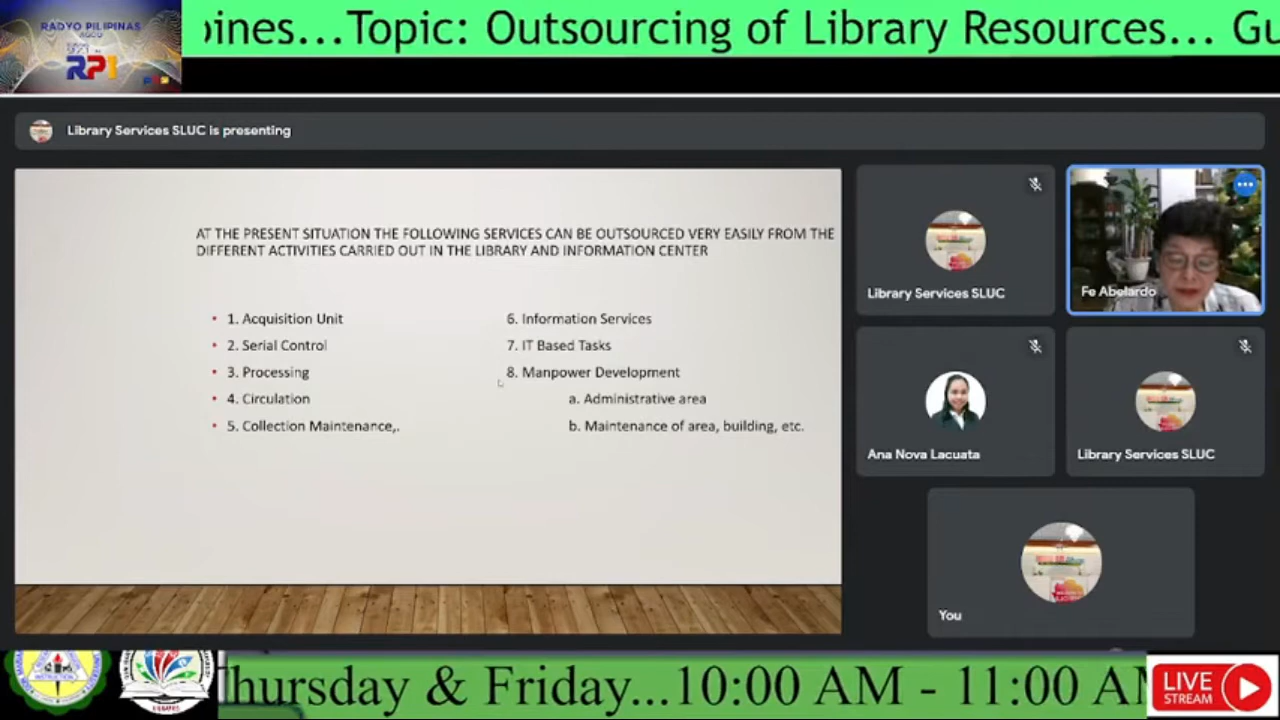 RADYO PILIPINAS
AGOO
RP1
pines...Topic: Outsourcing of Library Resources... Gu
Library Services SLUC is presenting
AT THE PRESENT SITUATION THE FOLLOWING SERVICES CAN BE OUTSOURCED VERY EASILY FROM THE
DIFFERENT ACTIVITIES CARRIED OUT IN THE LIBRARY AND INFORMATION CENTER
• 1. Acquisition Unit
• 2. Serial Control
• 3. Processing
• 4. Circulation
• 5. Collection Maintenance,.
6. Information Services
7. IT Based Tasks
8. Manpower Development
a. Administrative area
b. Maintenance of area, building, etc.
Library Services SLUC
Fe Abelardo
Ana Nova Lacuata
Library Services SLUC
You
Thursday & Friday...10:00 AM - 11:00 AM
LIVE
STREAM